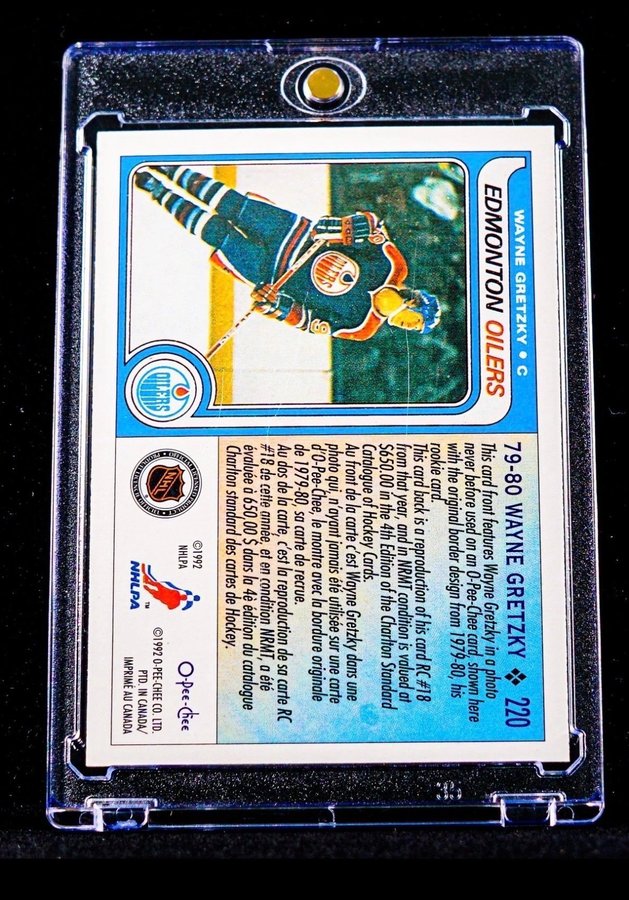 WAYNE GRETZKY • C
EDMONTON OILERS
OILERS
OILERS
79-80 WAYNE GRETZKY ❖ 220
This card front features Wayne Gretzky in a photo
never before used on an O-Pee-Chee card, shown here
with the original border design from 1979-80, his
rookie card.
This card back is a reproduction of his card RC #18
from that year, and in NRMT condition is valued at
$650.00 in the 4th Edition of the Charlton Standard
Catalogue of Hockey Cards.
Au front de la carte c'est Wayne Gretzky dans une
photo qui, n'ayant jamais été utilisée sur une carte
d'O-Pee-Chee, le montre avec la bordure originale
de 1979-80, sa carte de recrue.
Au dos de la carte, c'est la reproduction de sa carte RC
#18 de cette année, et en condition NRMT, a été
évaluée à 650.00 $ dans la 4e édition du catalogue
Charlton standard des cartes de Hockey.
NHL
©1992
NHLPA
NHLPA
TM
O-Pee-Chee
©1992 O-PEE-CHEE CO. LTD.
PTD. IN CANADA/
IMPRIMÉ AU CANADA